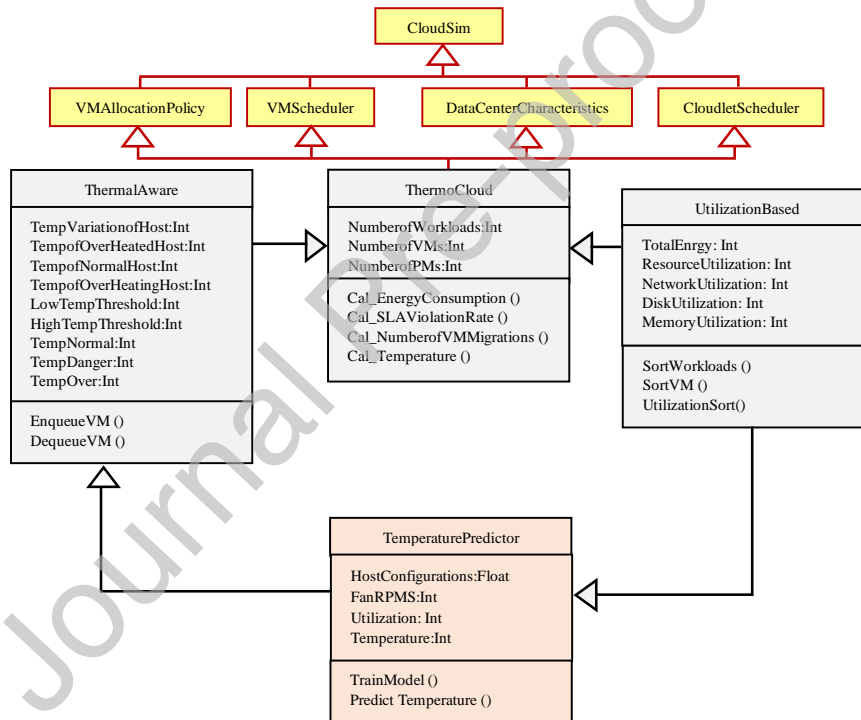 CloudSim
VMAllocationPolicy
VMScheduler
DataCenterCharacteristics
CloudletScheduler
ThermalAware
TempVariationofHost:Int
TempofOverHeatedHost:Int
TempofNormalHost:Int
TempofOverHeatingHost:Int
LowTempThreshold:Int
HighTempThreshold:Int
TempNormal:Int
TempDanger:Int
TempOver:Int
EnqueueVM ()
DequeueVM ()
ThermoCloud
NumberofWorkloads:Int
NumberofVMs:Int
NumberofPMs:Int
Cal_EnergyConsumption ()
Cal_SLAViolationRate ()
Cal_NumberofVMMigrations ()
Cal_Temperature ()
UtilizationBased
TotalEnrgy: Int
ResourceUtilization: Int
NetworkUtilization: Int
DiskUtilization: Int
MemoryUtilization: Int
SortWorkloads ()
SortVM ()
UtilizationSort()
TemperaturePredictor
HostConfigurations:Float
FanRPMS:Int
Utilization: Int
Temperature:Int
TrainModel ()
Predict Temperature ()
Journal Pre-proo